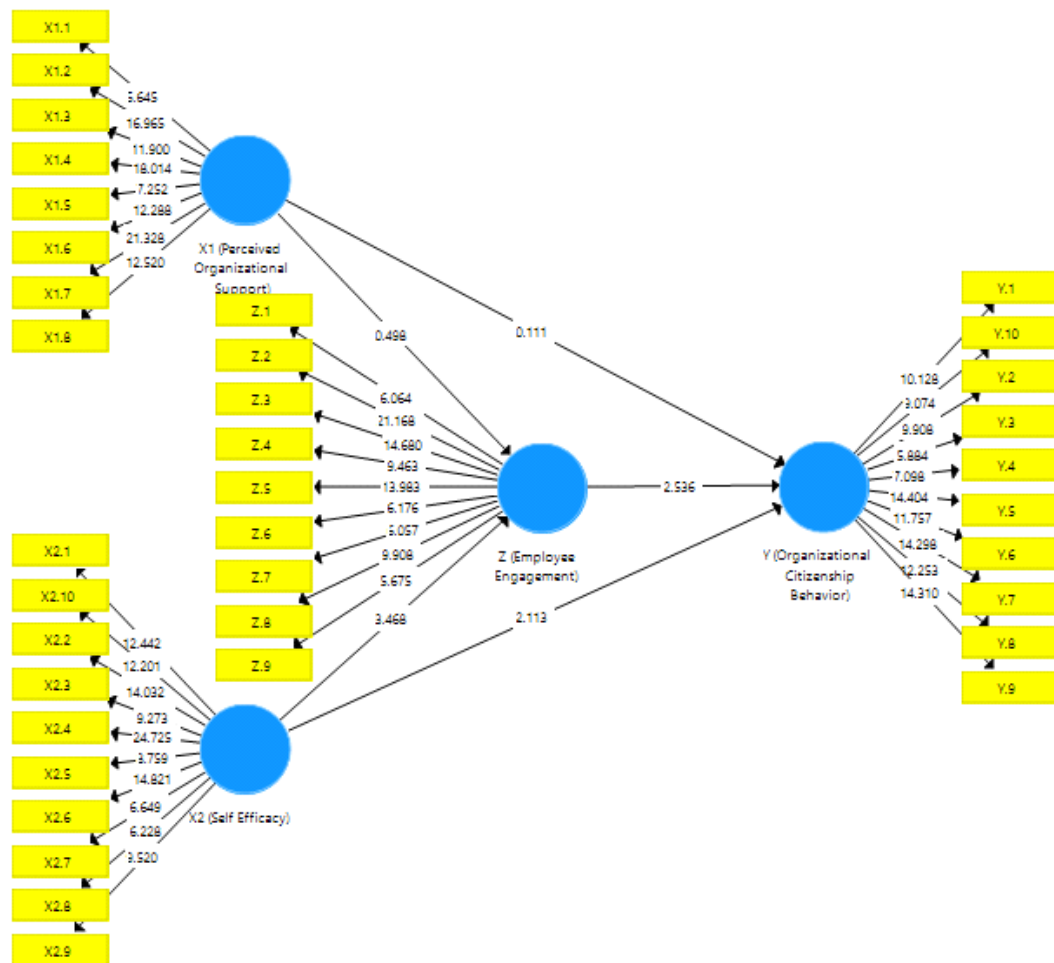 X1.1
X1.2
X1.3
X1.4
X1.5
X1.6
X1.7
X1.8
16.965
11.900
18.014
7.252
12.288
21.328
12.520
X1 (Perceived
Organizational
Support)
0.498
0.111
Z.1
Z.2
Z.3
Z.4
Z.5
Z.6
Z.7
Z.8
Z.9
6.064
21.168
14.680
9.463
13.983
6.176
9.908
5.675
Z (Employee
Engagement)
2.536
3.468
2.113
Y.1
Y.10
Y.2
Y.3
Y.4
Y.5
Y.6
Y.7
Y.8
Y.9
10.128
9.908
5.884
7.098
14.404
11.757
14.298
12.253
14.310
Y (Organizational
Citizenship
Behavior)
X2.1
X2.10
X2.2
X2.3
X2.4
X2.5
X2.6
X2.7
X2.8
X2.9
12.442
12.201
14.032
9.273
24.725
14.821
6.649
6.228
X2 (Self Efficacy)